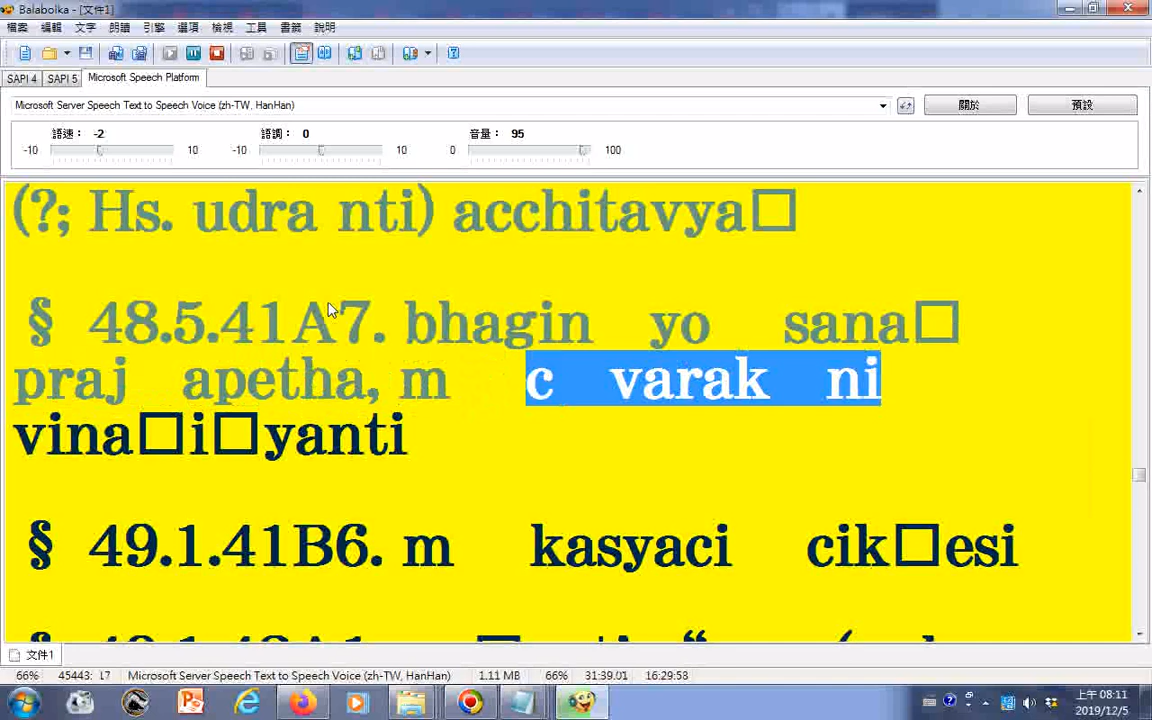 Balabolka - [文件1]
檔案 編輯 文字 朗讀 引擎 選項 檢視 工具 書籤 說明
SAPI 4 SAPI 5 Microsoft Speech Platform
Microsoft Server Speech Text to Speech Voice (zh-TW, HanHan) 關於 預設
語速: -2 語調: 0 音量: 95
-10 10 -10 10 0 100
(?; Hs. udra nti) acchitavya□
§ 48.5.41A7. bhagin yo sana□
praj apetha, m c varak ni
vina□i□yanti
§ 49.1.41B6. m kasyaci cik□esi
文件1
66% 45443: 17 Microsoft Server Speech Text to Speech Voice (zh-TW, HanHan) 1.11 MB 66% 31:39.01 16:29:58
上午 08:11
2019/12/5